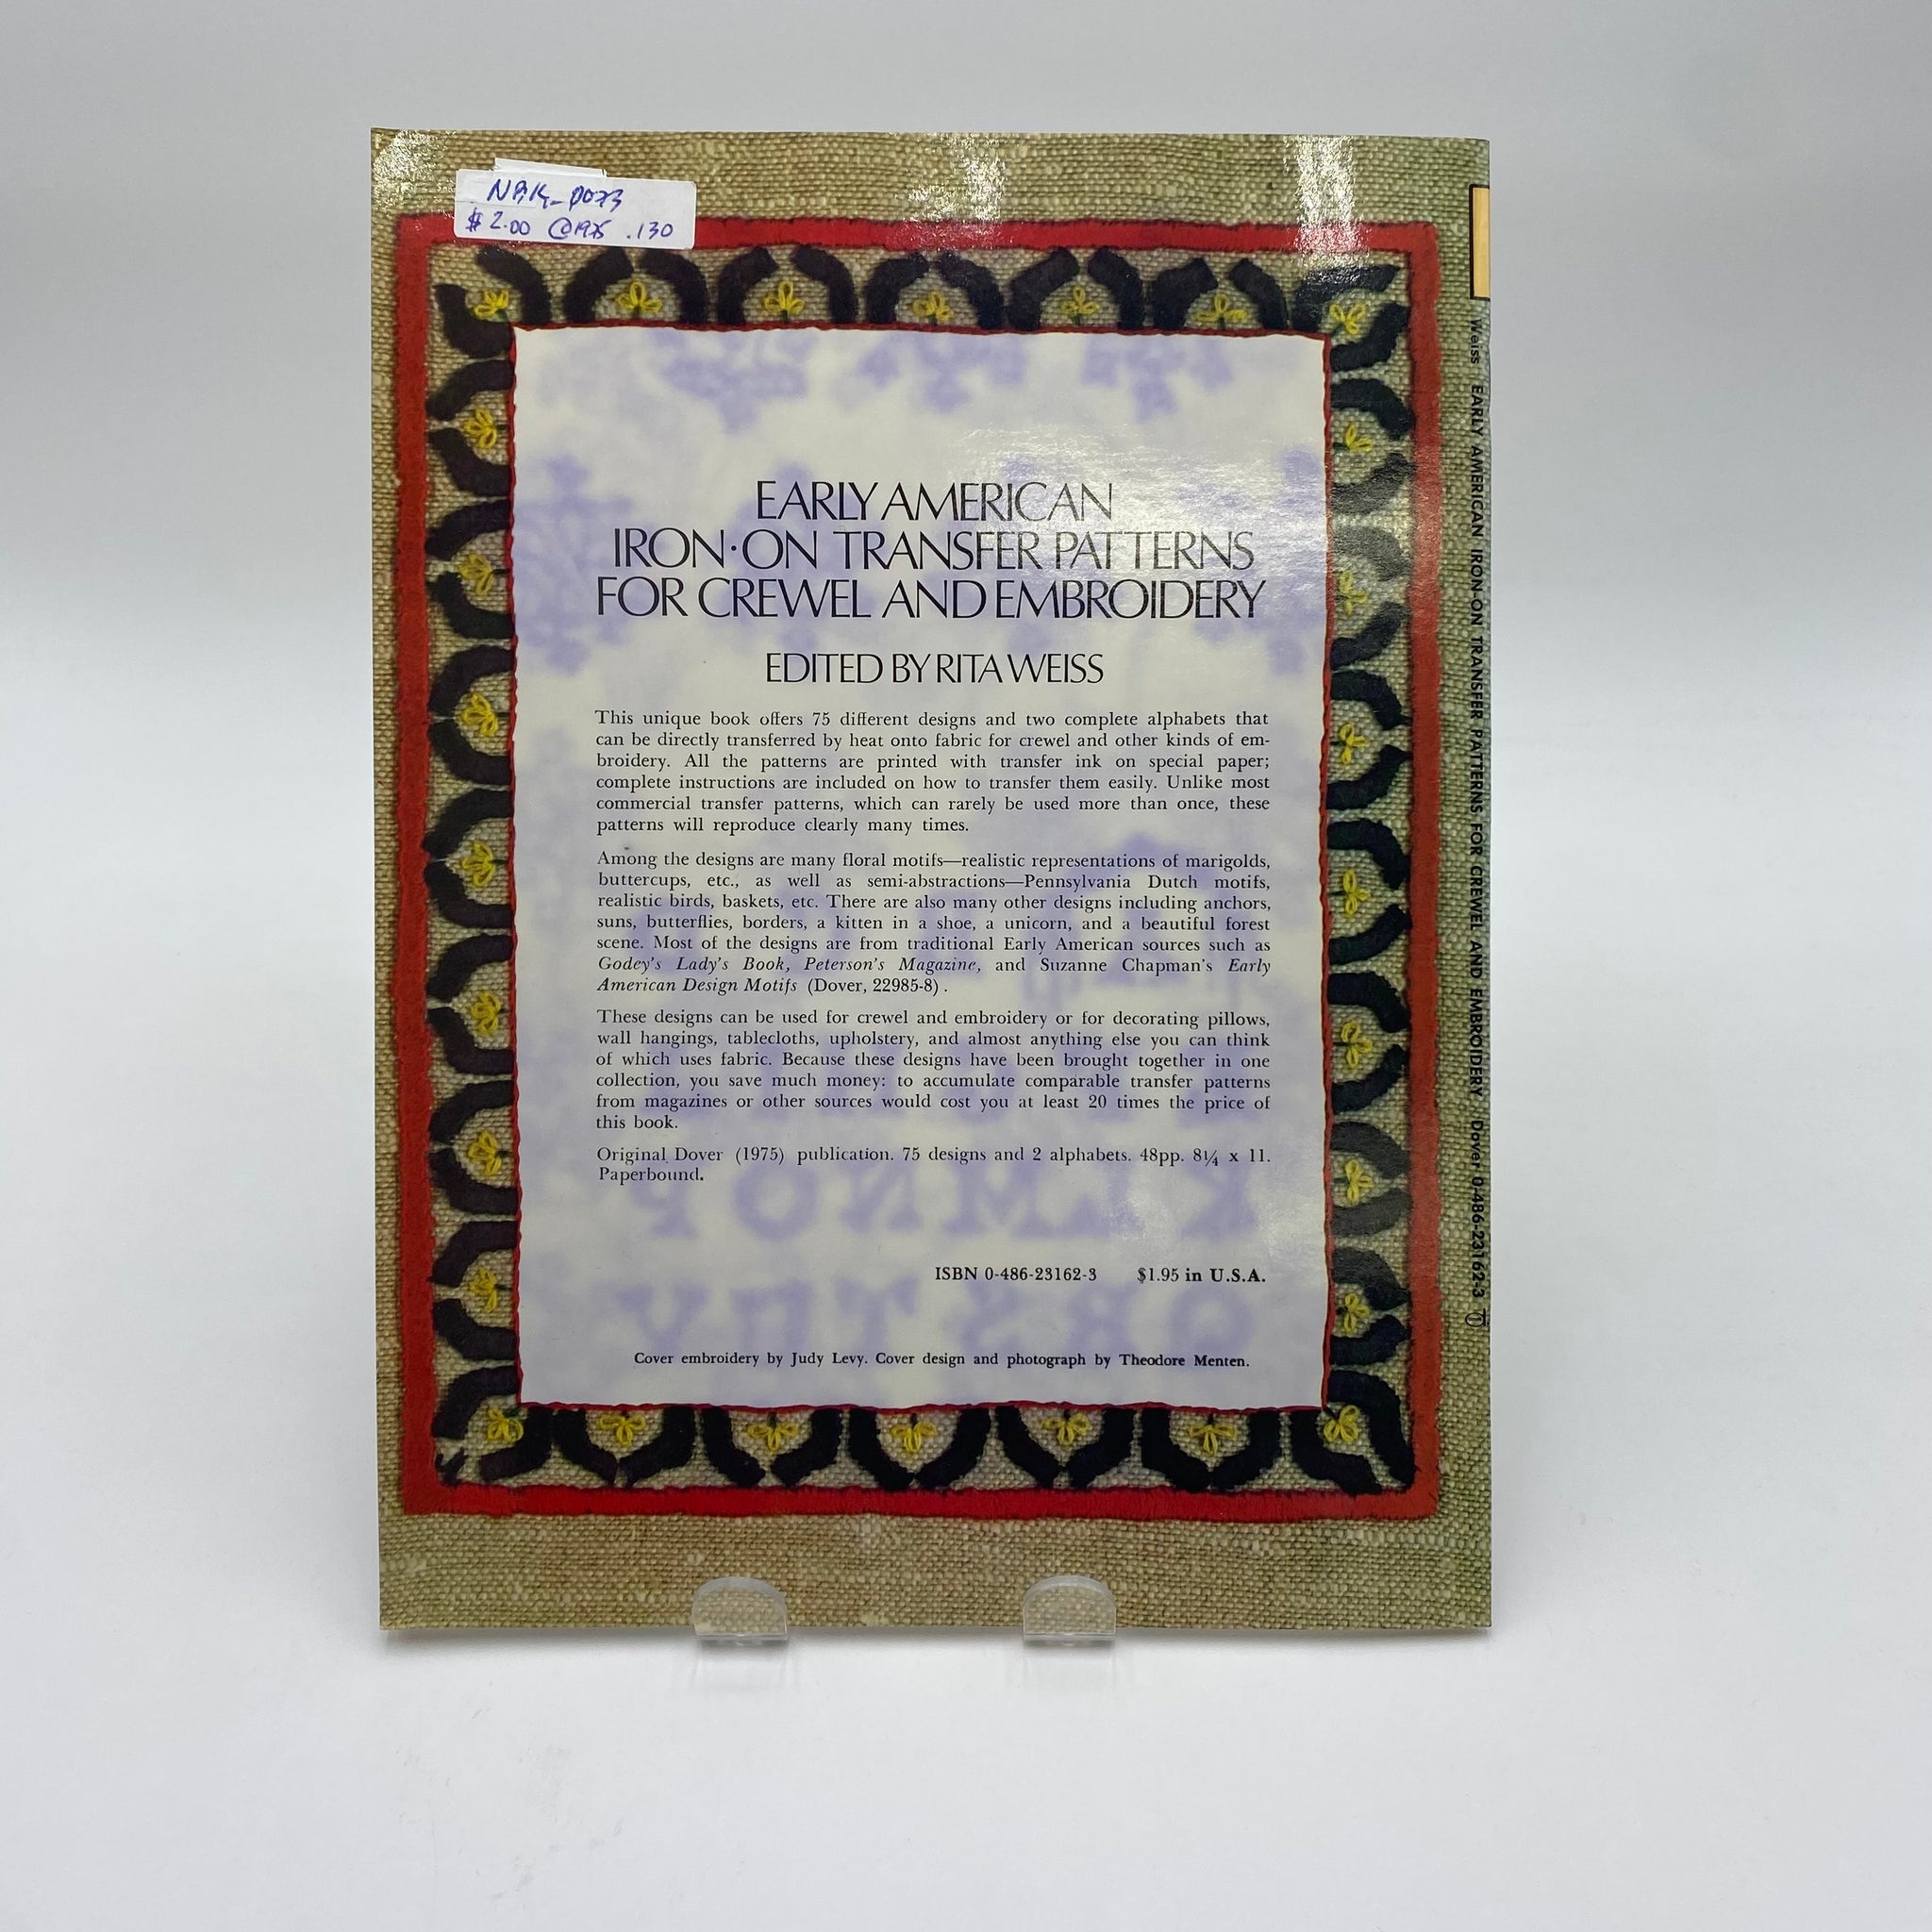 $2.00 @1975 .130
EARLY AMERICAN
IRON·ON TRANSFER PATTERNS
FOR CREWEL AND EMBROIDERY
EDITED BY RITA WEISS
This unique book offers 75 different designs and two complete alphabets that
can be directly transferred by heat onto fabric for crewel and other kinds of em-
broidery. All the patterns are printed with transfer ink on special paper;
complete instructions are included on how to transfer them easily. Unlike most
commercial transfer patterns, which can rarely be used more than once, these
patterns will reproduce clearly many times.
Among the designs are many floral motifs—realistic representations of marigolds,
buttercups, etc., as well as semi-abstractions—Pennsylvania Dutch motifs,
realistic birds, baskets, etc. There are also many other designs including anchors,
suns, butterflies, borders, a kitten in a shoe, a unicorn, and a beautiful forest
scene. Most of the designs are from traditional Early American sources such as
Godey's Lady's Book, Peterson's Magazine, and Suzanne Chapman's Early
American Design Motifs (Dover, 22985-8).
These designs can be used for crewel and embroidery or for decorating pillows,
wall hangings, tablecloths, upholstery, and almost anything else you can think
of which uses fabric. Because these designs have been brought together in one
collection, you save much money: to accumulate comparable transfer patterns
from magazines or other sources would cost you at least 20 times the price of
this book.
Original Dover (1975) publication. 75 designs and 2 alphabets. 48pp. 8¼ x 11.
Paperbound.
ISBN 0-486-23162-3 $1.95 in U.S.A.
Cover embroidery by Judy Levy. Cover design and photograph by Theodore Menten.
Weiss EARLY AMERICAN IRON-ON TRANSFER PATTERNS FOR CREWEL AND EMBROIDERY Dover 0-486-23162-3